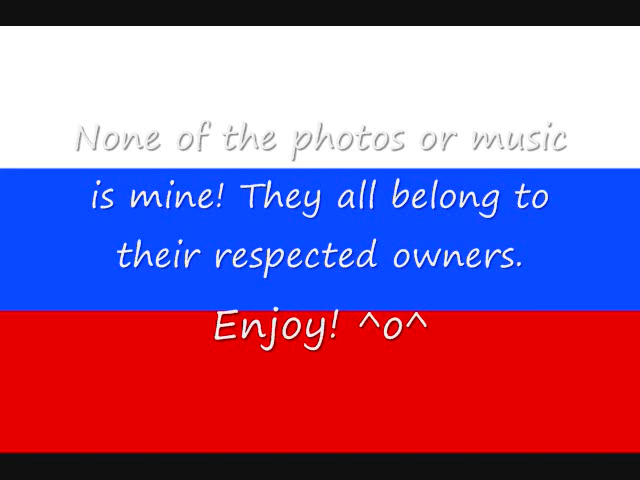 None of the photos or music
is mine! They all belong to
their respected owners.
Enjoy! ^o^